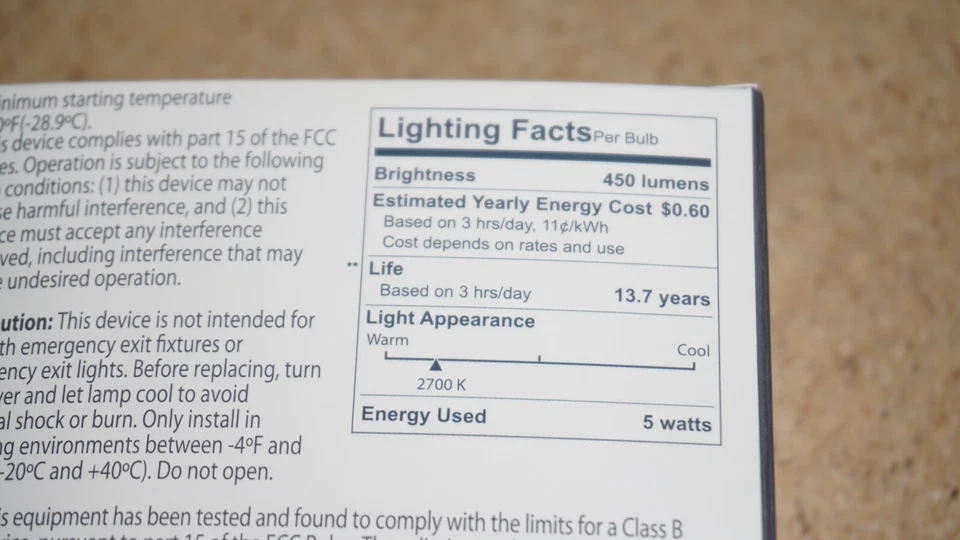 nimum starting temperature
0ºF(-28.9ºC).
s device complies with part 15 of the FCC
es. Operation is subject to the following
conditions: (1) this device may not
se harmful interference, and (2) this
ce must accept any interference
ved, including interference that may
e undesired operation.
ution: This device is not intended for
th emergency exit fixtures or
ency exit lights. Before replacing, turn
ver and let lamp cool to avoid
al shock or burn. Only install in
ng environments between -4ºF and
-20ºC and +40ºC). Do not open.
s equipment has been tested and found to comply with the limits for a Class B
Lighting Facts Per Bulb
Brightness 450 lumens
Estimated Yearly Energy Cost $0.60
Based on 3 hrs/day, 11¢/kWh
Cost depends on rates and use
** Life
Based on 3 hrs/day 13.7 years
Light Appearance
Warm Cool
2700 K
Energy Used 5 watts